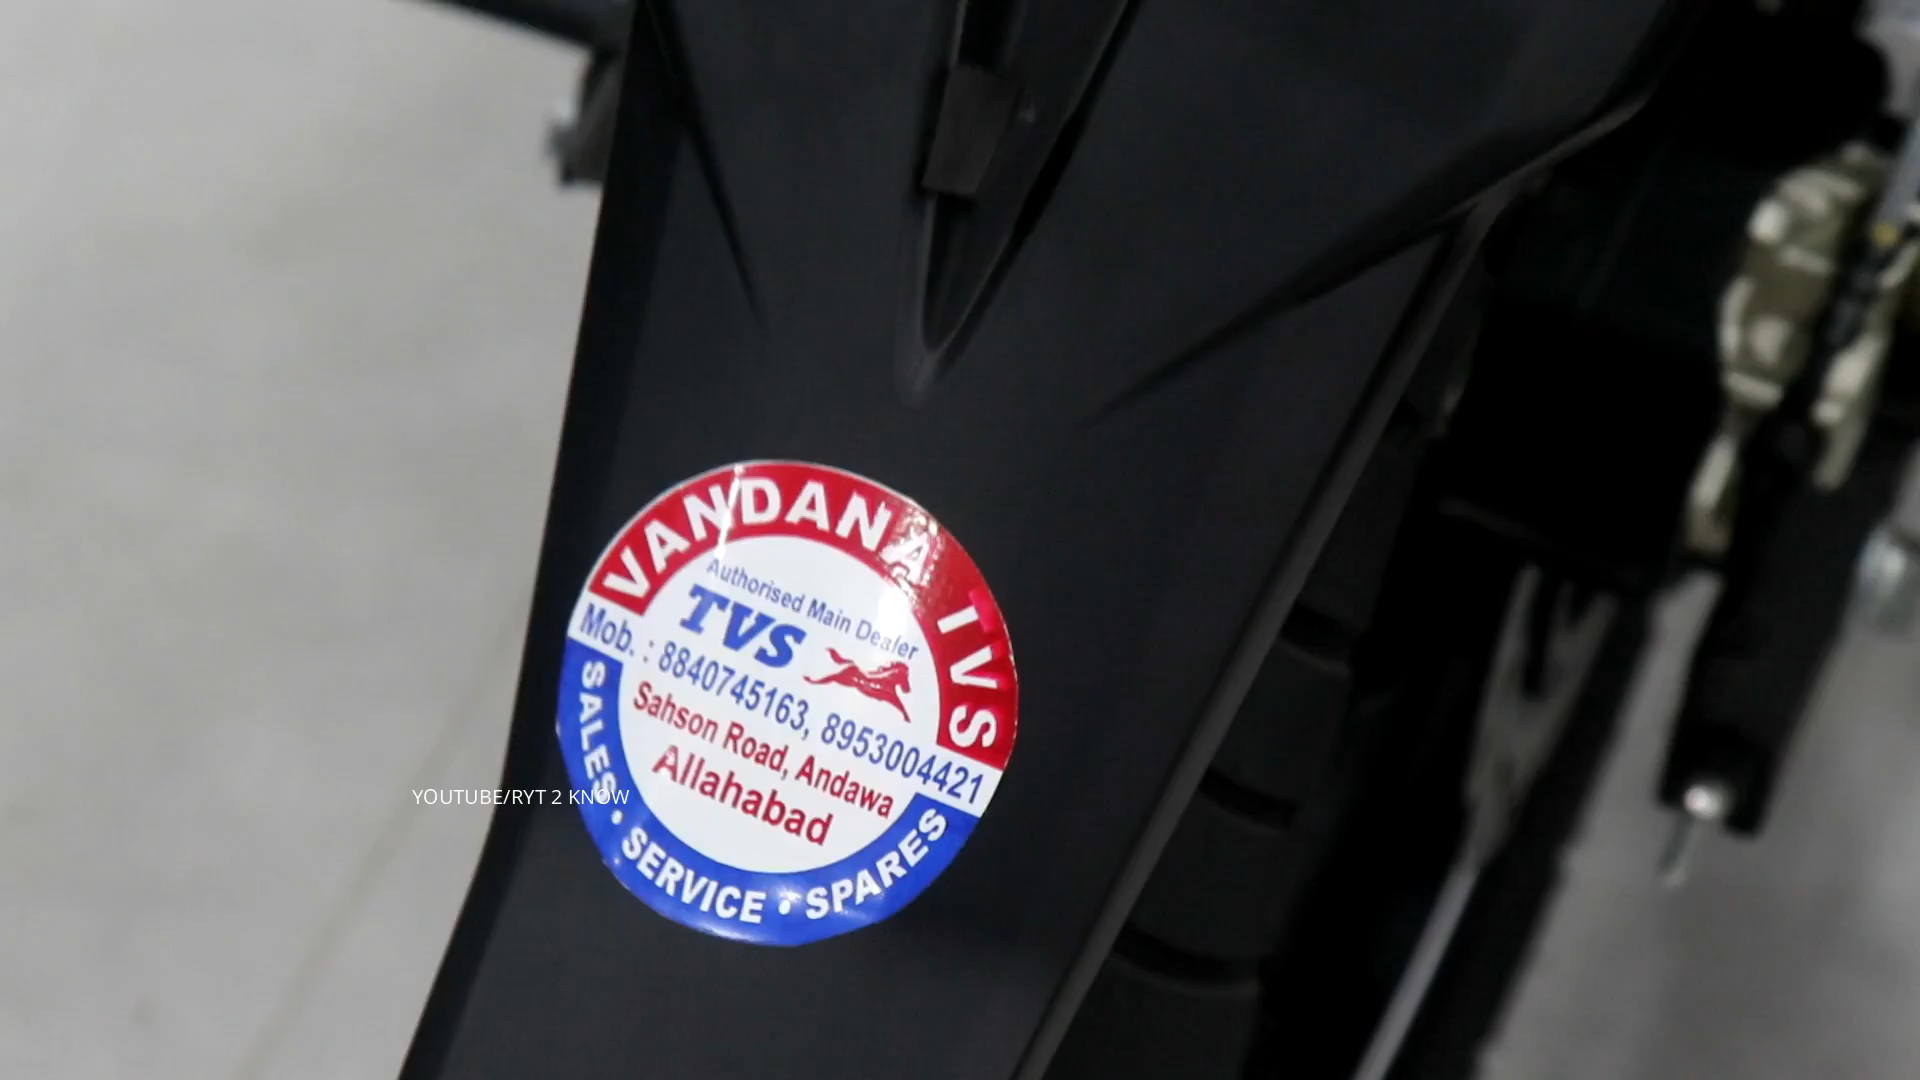 VANDANA TVS
Authorised Main Dealer
TVS
Mob. : 8840745163, 8953004421
Sahson Road, Andawa
Allahabad
SALES • SERVICE • SPARES
YOUTUBE/RYT 2 KNOW